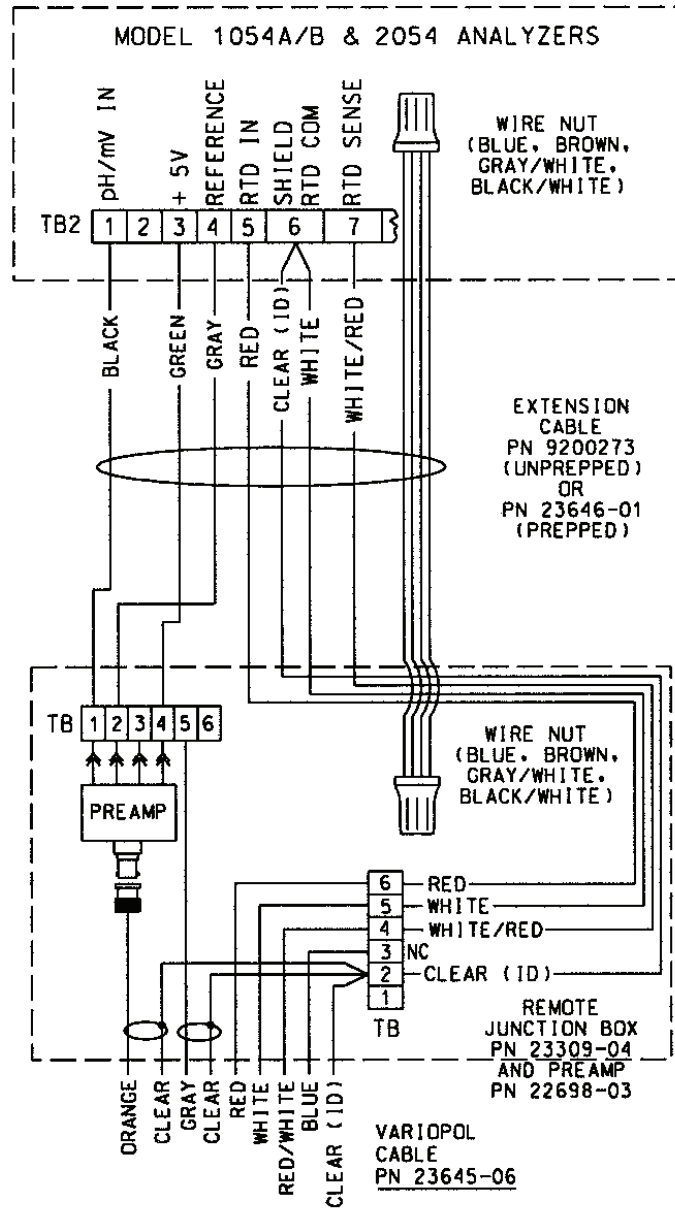 MODEL 1054A/B & 2054 ANALYZERS
pH/mV IN
+ 5V
REFERENCE
RTD IN
SHIELD
RTD COM
RTD SENSE
WIRE NUT
(BLUE, BROWN,
GRAY/WHITE,
BLACK/WHITE)
TB2 1 2 3 4 5 6 7
BLACK
GREEN
GRAY
RED
CLEAR (ID)
WHITE
WHITE/RED
EXTENSION
CABLE
PN 9200273
(UNPREPPED)
OR
PN 23646-01
(PREPPED)
TB 1 2 3 4 5 6
PREAMP
WIRE NUT
(BLUE, BROWN,
GRAY/WHITE,
BLACK/WHITE)
6 RED
5 WHITE
4 WHITE/RED
3 NC
2 CLEAR (ID)
1
TB
REMOTE
JUNCTION BOX
PN 23309-04
AND PREAMP
PN 22698-03
ORANGE
CLEAR
GRAY
CLEAR
RED
WHITE
RED/WHITE
BLUE
CLEAR (ID)
VARIOPOL
CABLE
PN 23645-06